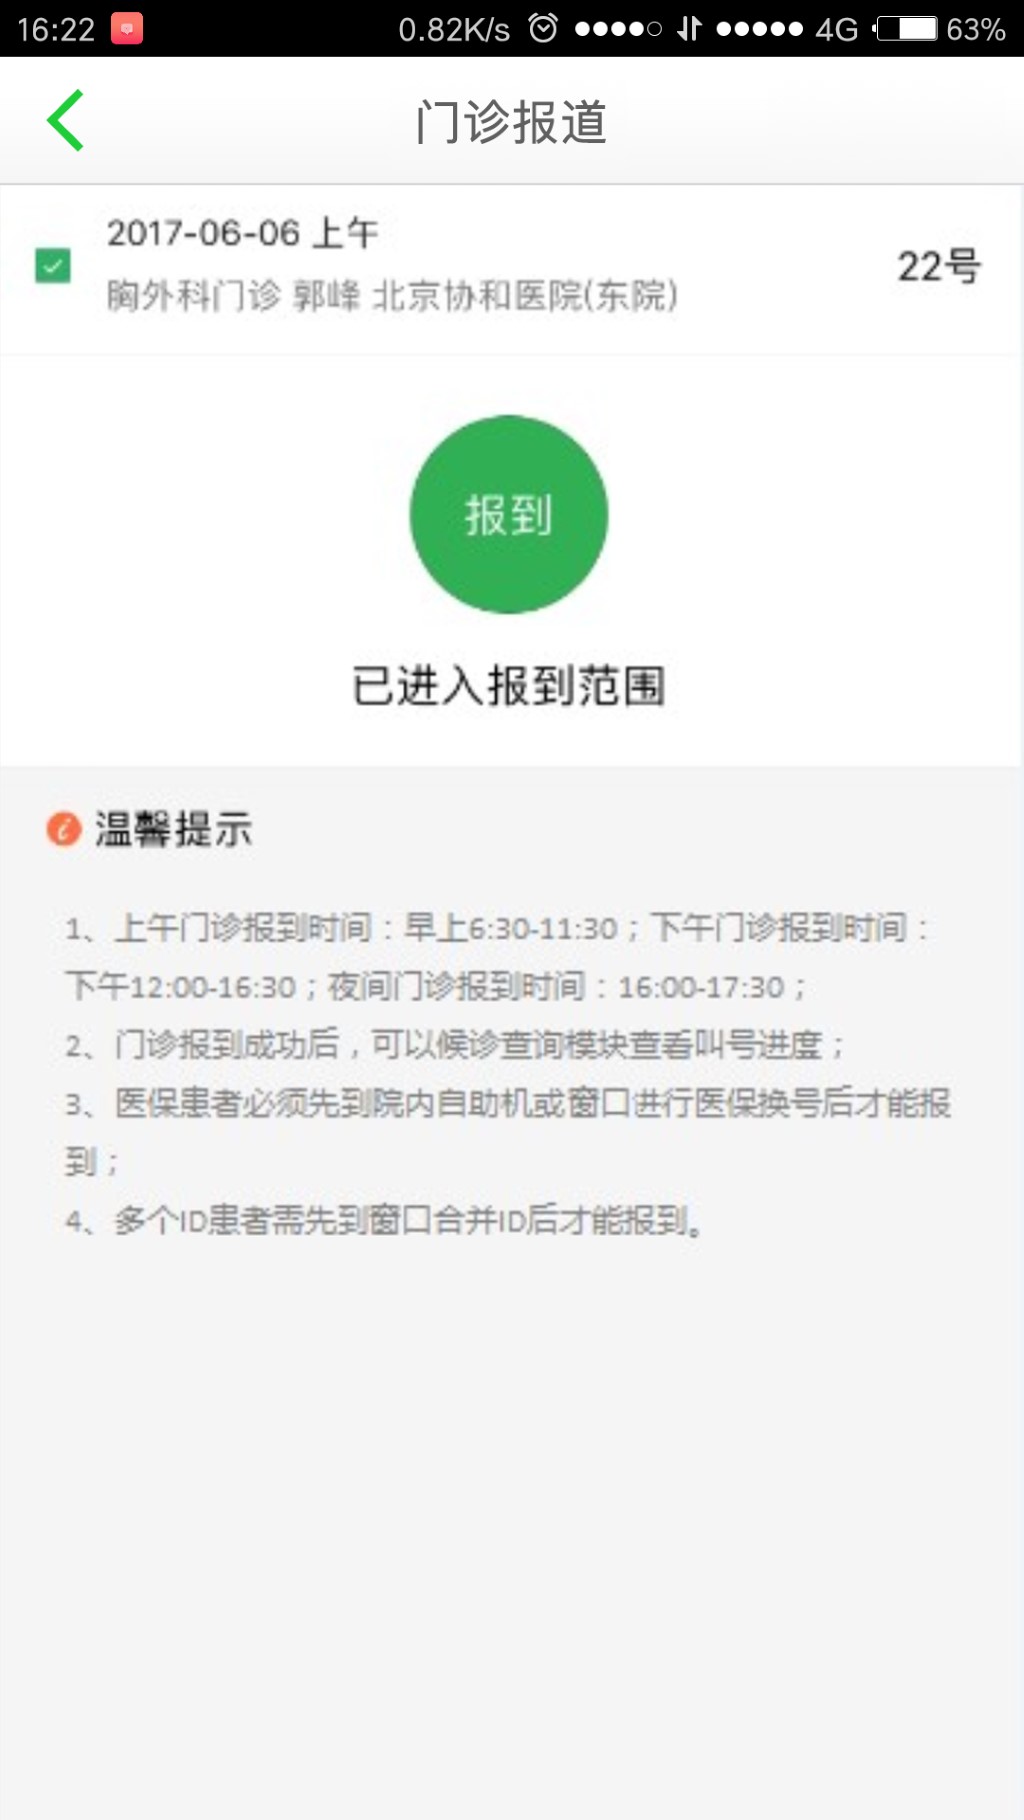 16:22 0.82K/s 4G 63%
门诊报道
2017-06-06 上午
胸外科门诊 郭峰 北京协和医院(东院)
22号
报到
已进入报到范围
温馨提示
1、上午门诊报到时间：早上6:30-11:30；下午门诊报到时间：
下午12:00-16:30；夜间门诊报到时间：16:00-17:30；
2、门诊报到成功后，可以候诊查询模块查看叫号进度；
3、医保患者必须先到院内自助机或窗口进行医保换号后才能报
到；
4、多个ID患者需先到窗口合并ID后才能报到。